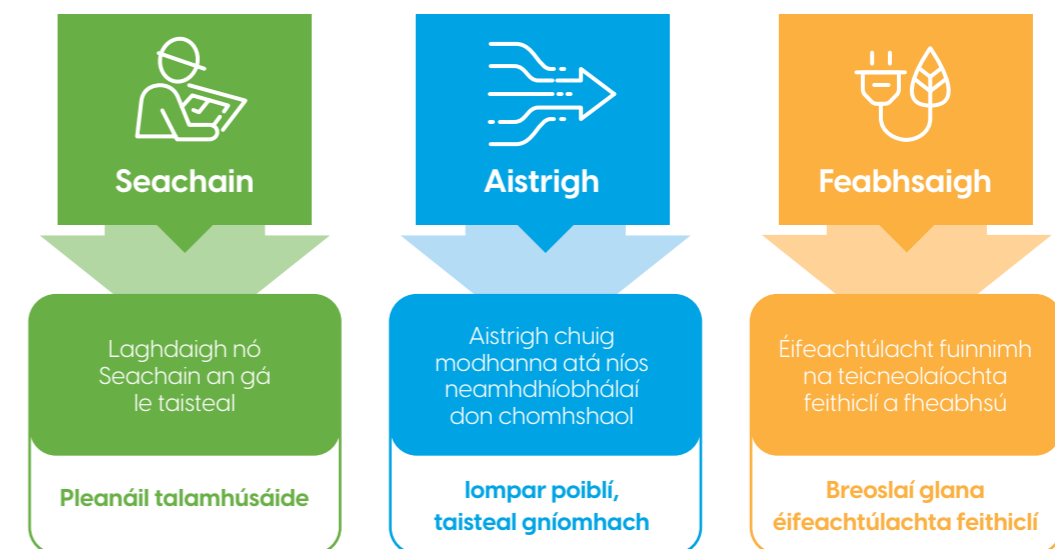 Seachain
Laghdaigh nó
Seachain an gá
le taisteal
Pleanáil talamhúsáide
Aistrigh
Aistrigh chuig
modhanna atá níos
neamhdhíobhálaí
don chomhshaol
Iompar poiblí,
taisteal gníomhach
Feabhsaigh
Éifeachtúlacht fuinnimh
na teicneolaíochta
feithiclí a fheabhsú
Breoslaí glana
éifeachtúlachta feithiclí